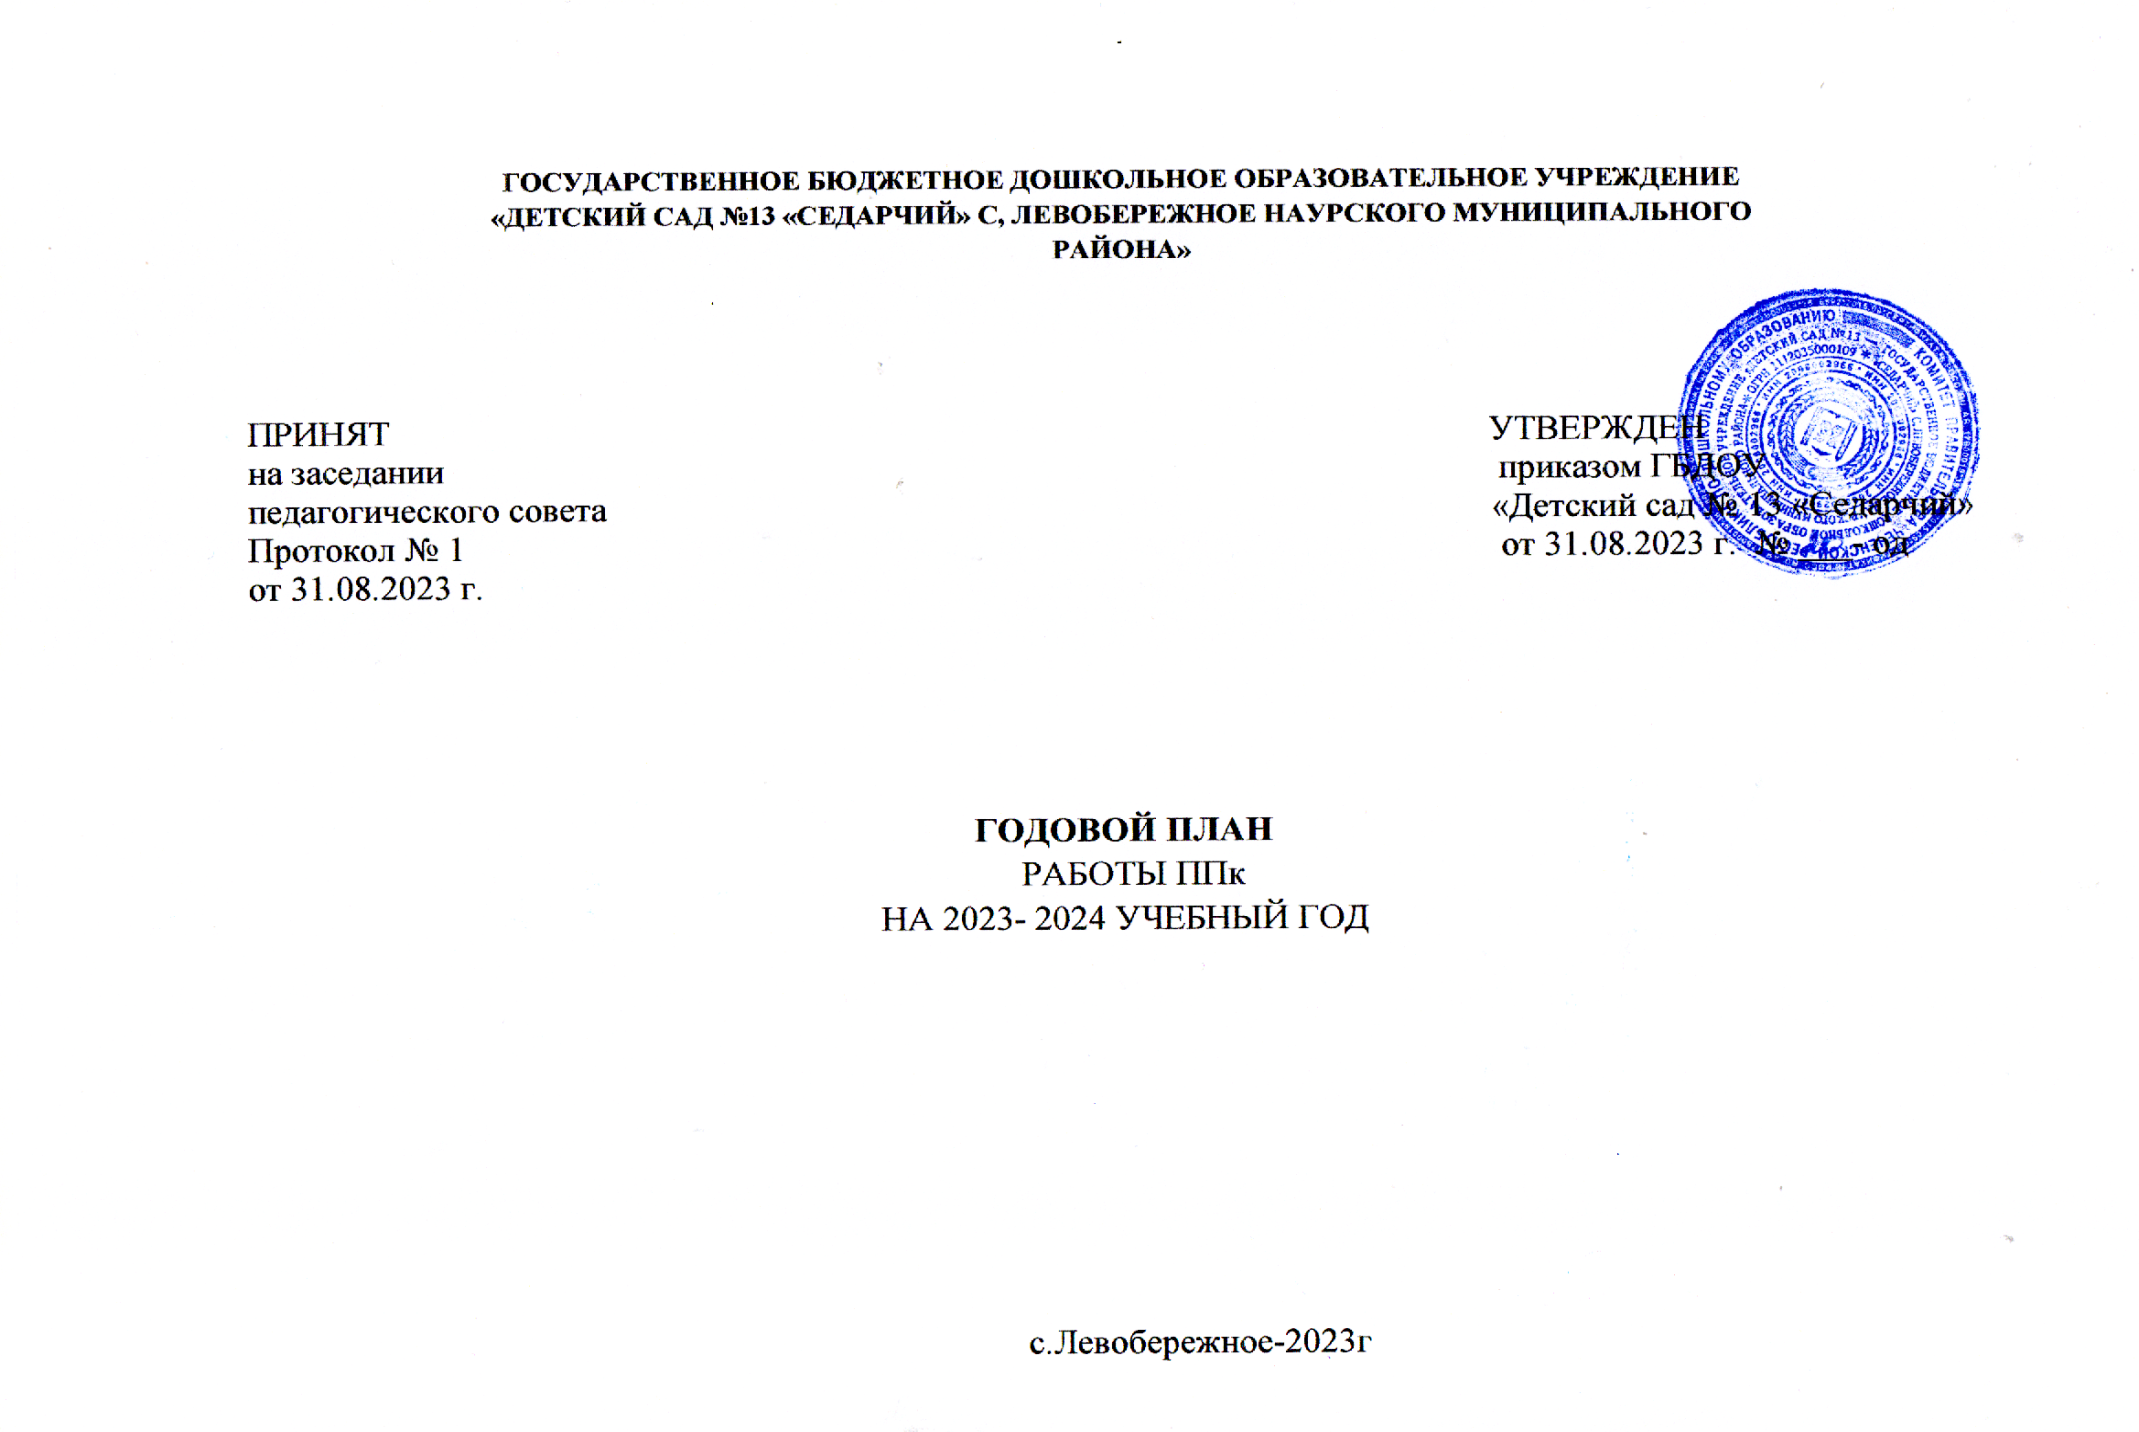 ГОСУДАРСТВЕННОЕ БЮДЖЕТНОЕ ДОШКОЛЬНОЕ ОБРАЗОВАТЕЛЬНОЕ УЧРЕЖДЕНИЕ
«ДЕТСКИЙ САД №13 «СЕДАРЧИЙ» С, ЛЕВОБЕРЕЖНОЕ НАУРСКОГО МУНИЦИПАЛЬНОГО
РАЙОНА»
ПРИНЯТ
на заседании
педагогического совета
Протокол № 1
от 31.08.2023 г.
УТВЕРЖДЕН
приказом ГБДОУ
«Детский сад № 13 «Седарчий»
от 31.08.2023 г. № - од
ГОДОВОЙ ПЛАН
РАБОТЫ ППк
НА 2023- 2024 УЧЕБНЫЙ ГОД
с.Левобережное-2023г